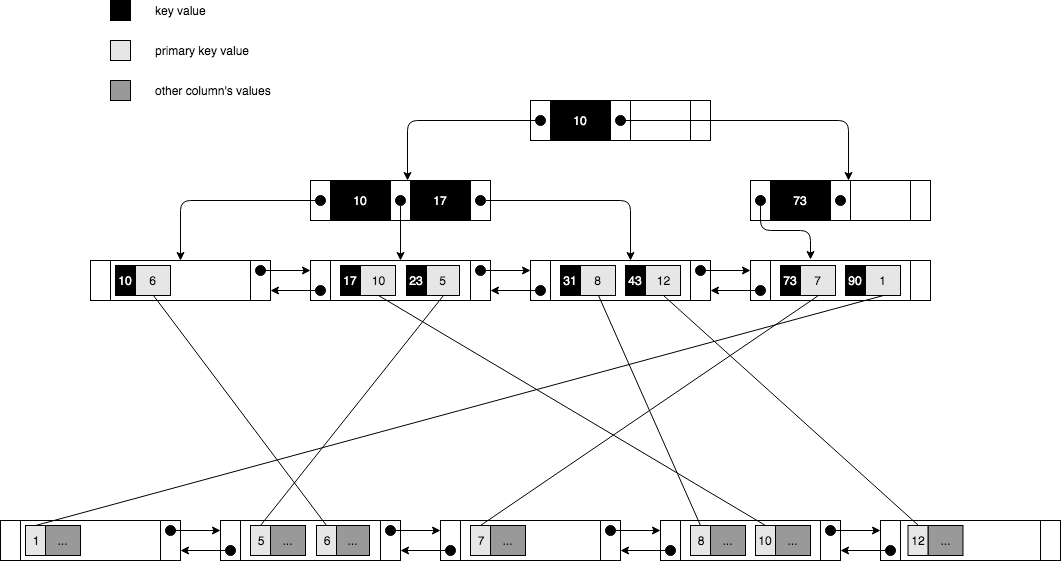 key value
primary key value
other column's values
10
10 17
73
10 6
17 10 23 5
31 8 43 12
73 7 90 1
1 ...
5 ... 6 ...
7 ...
8 ... 10 ...
12 ...